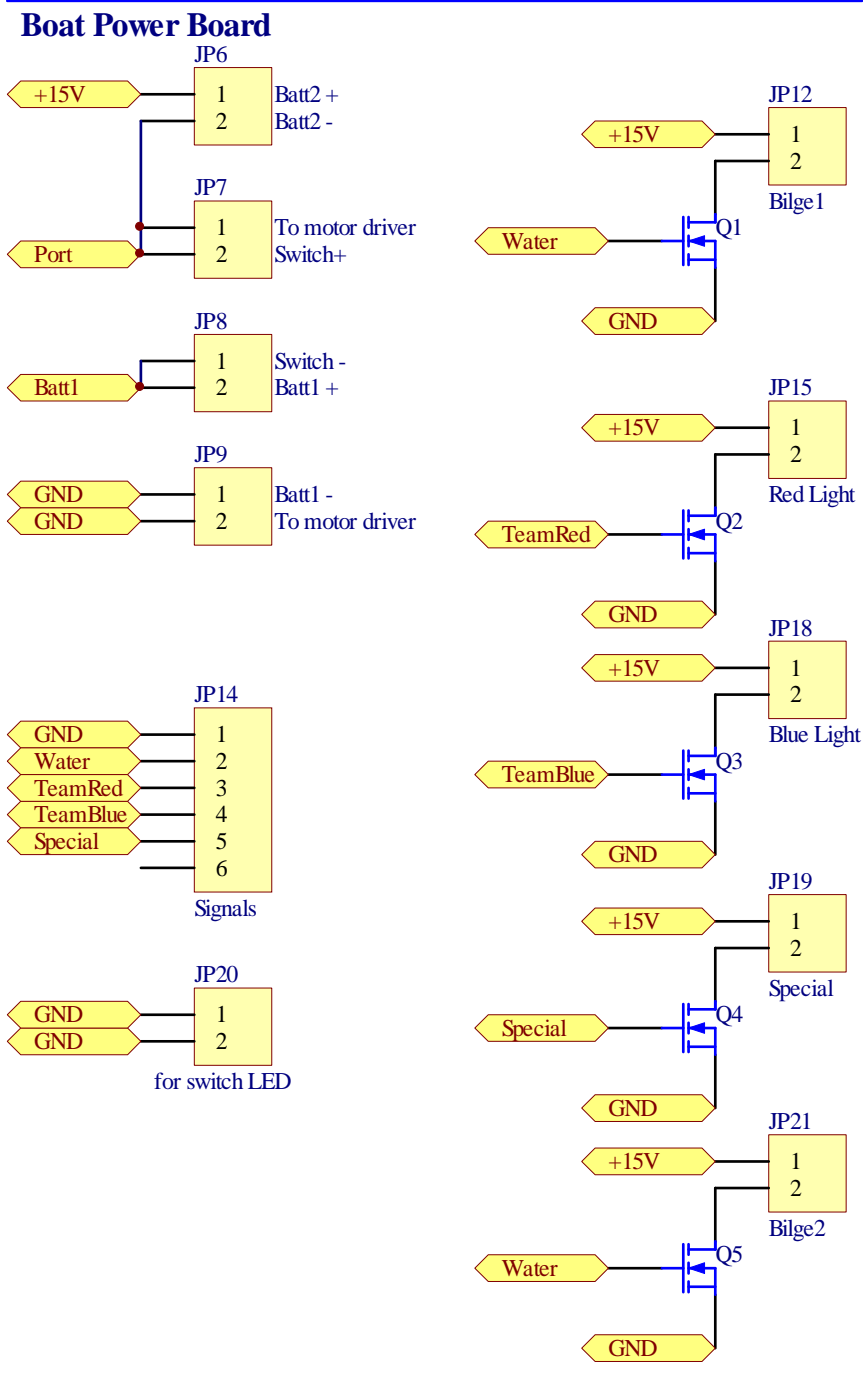 Boat Power Board
JP6
+15V 1 Batt2 +
2 Batt2 -
JP7
1 To motor driver
Port 2 Switch+
JP8
1 Switch -
Batt1 2 Batt1 +
JP9
GND 1 Batt1 -
GND 2 To motor driver
JP14
GND 1
Water 2
TeamRed 3
TeamBlue 4
Special 5
6
Signals
JP20
GND 1
GND 2
for switch LED
JP12
+15V 1
2
Bilge1
Q1
Water
GND
JP15
+15V 1
2
Red Light
Q2
TeamRed
GND
JP18
+15V 1
2
Blue Light
Q3
TeamBlue
GND
JP19
+15V 1
2
Special
Q4
Special
GND
JP21
+15V 1
2
Bilge2
Q5
Water
GND